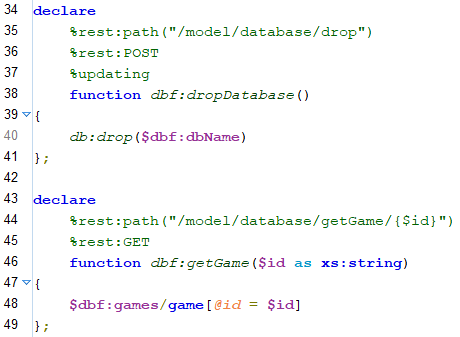 34 declare
35 %rest:path("/model/database/drop")
36 %rest:POST
37 %updating
38 function dbf:dropDatabase()
39 {
40 db:drop($dbf:dbName)
41 };
42
43 declare
44 %rest:path("/model/database/getGame/{$id}")
45 %rest:GET
46 function dbf:getGame($id as xs:string)
47 {
48 $dbf:games/game[@id = $id]
49 };